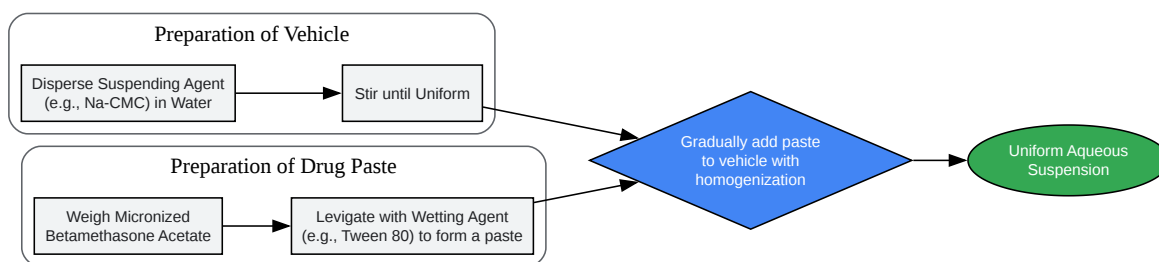 Preparation of Vehicle
Disperse Suspending Agent
(e.g., Na-CMC) in Water
Stir until Uniform
Preparation of Drug Paste
Weigh Micronized
Betamethasone Acetate
Levigate with Wetting Agent
(e.g., Tween 80) to form a paste
Gradually add paste
to vehicle with
homogenization
Uniform Aqueous
Suspension